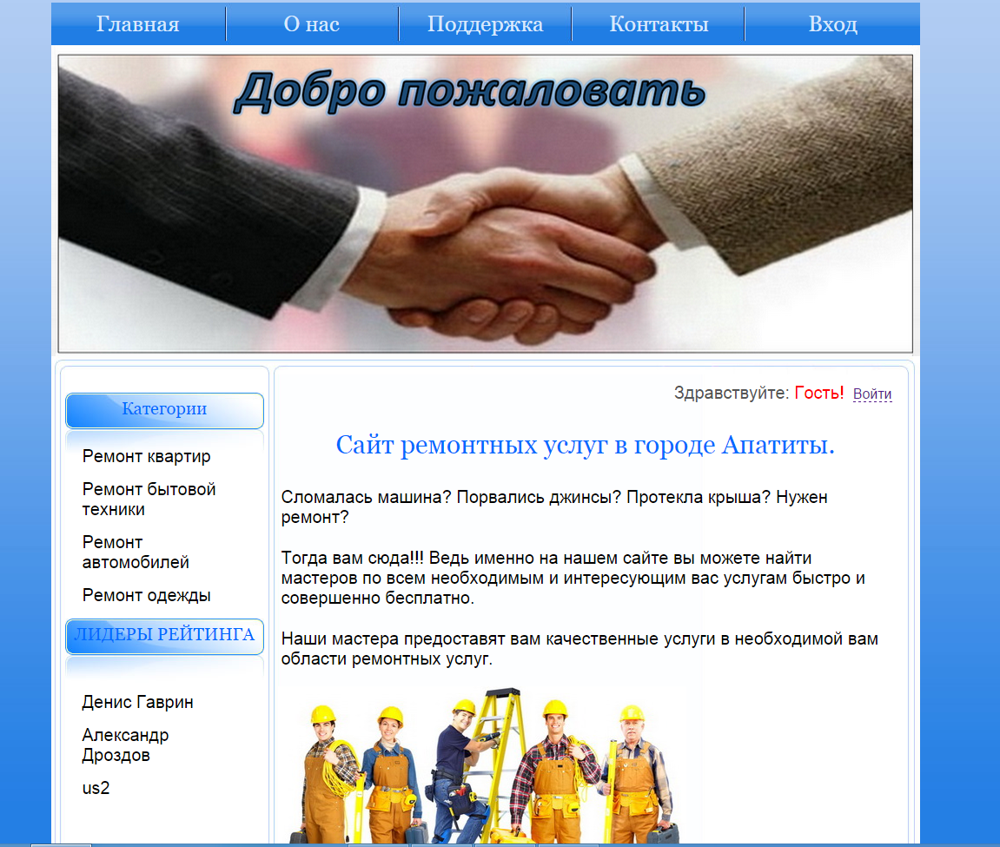 Главная
О нас
Поддержка
Контакты
Вход
Добро пожаловать
Здравствуйте: Гость! Войти
Категории
Ремонт квартир
Ремонт бытовой
техники
Ремонт
автомобилей
Ремонт одежды
ЛИДЕРЫ РЕЙТИНГА
Денис Гаврин
Александр
Дроздов
us2
Сайт ремонтных услуг в городе Апатиты.
Сломалась машина? Порвались джинсы? Протекла крыша? Нужен
ремонт?
Тогда вам сюда!!! Ведь именно на нашем сайте вы можете найти
мастеров по всем необходимым и интересующим вас услугам быстро и
совершенно бесплатно.
Наши мастера предоставят вам качественные услуги в необходимой вам
области ремонтных услуг.